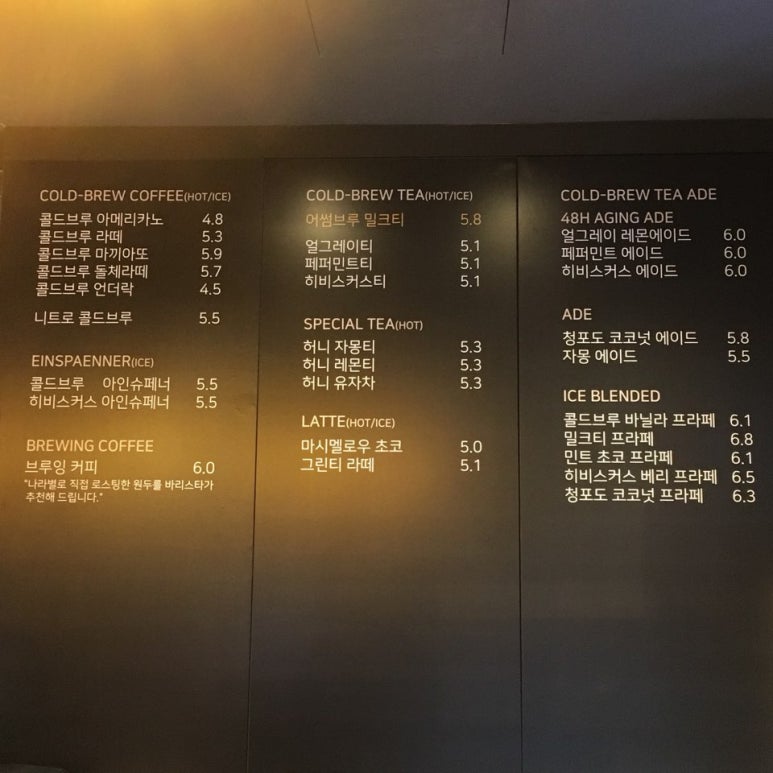 COLD-BREW COFFEE(HOT/ICE)
콜드브루 아메리카노 4.8
콜드브루 라떼 5.3
콜드브루 마끼아또 5.9
콜드브루 돌체라떼 5.7
콜드브루 언더락 4.5
니트로 콜드브루 5.5
EINSPAENNER(ICE)
콜드브루 아인슈페너 5.5
히비스커스 아인슈페너 5.5
BREWING COFFEE
브루잉 커피 6.0
"나라별로 직접 로스팅한 원두를 바리스타가
추천해 드립니다."
COLD-BREW TEA(HOT/ICE)
어썸브루 밀크티 5.8
얼그레이티 5.1
페퍼민트티 5.1
히비스커스티 5.1
SPECIAL TEA(HOT)
허니 자몽티 5.3
허니 레몬티 5.3
허니 유자차 5.3
LATTE(HOT/ICE)
마시멜로우 초코 5.0
그린티 라떼 5.1
COLD-BREW TEA ADE
48H AGING ADE
얼그레이 레몬에이드 6.0
페퍼민트 에이드 6.0
히비스커스 에이드 6.0
ADE
청포도 코코넛 에이드 5.8
자몽 에이드 5.5
ICE BLENDED
콜드브루 바닐라 프라페 6.1
밀크티 프라페 6.8
민트 초코 프라페 6.1
히비스커스 베리 프라페 6.5
청포도 코코넛 프라페 6.3